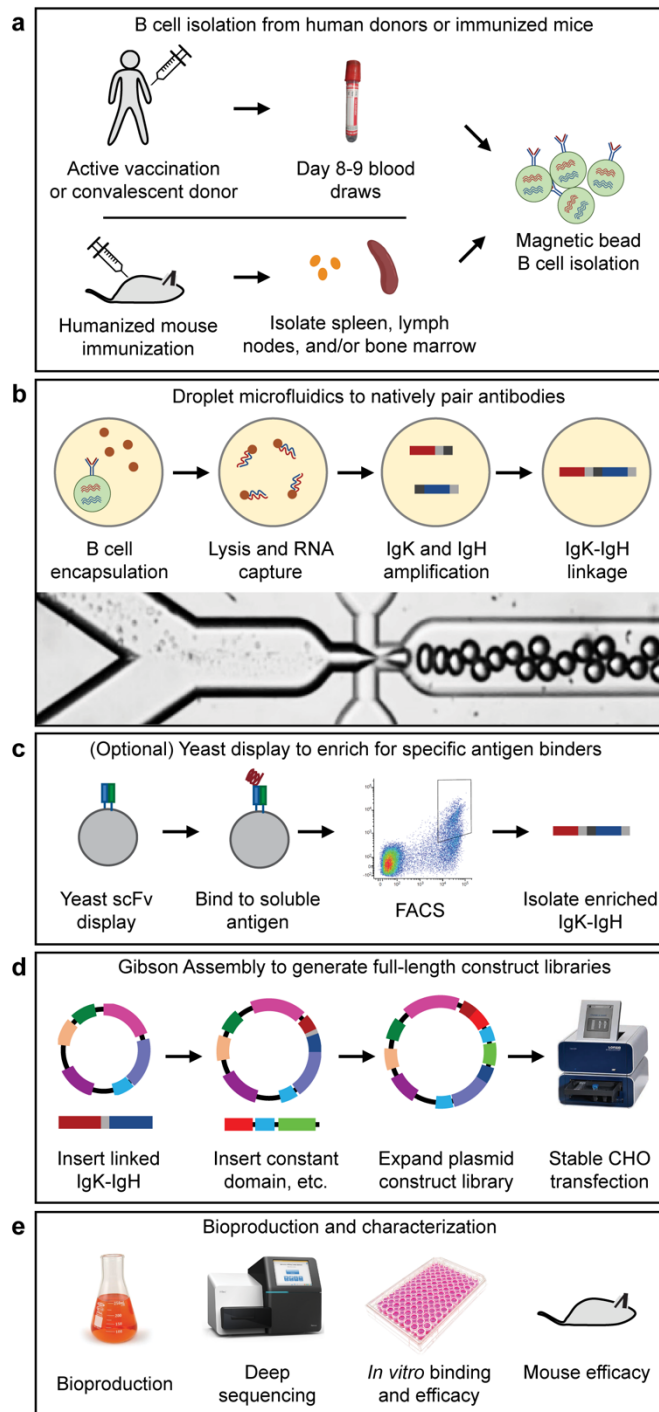 a
B cell isolation from human donors or immunized mice
Active vaccination
or convalescent donor
Day 8-9 blood
draws
Magnetic bead
B cell isolation
Humanized mouse
immunization
Isolate spleen, lymph
nodes, and/or bone marrow
b
Droplet microfluidics to natively pair antibodies
B cell
encapsulation
Lysis and RNA
capture
IgK and IgH
amplification
IgK-IgH
linkage
c
(Optional) Yeast display to enrich for specific antigen binders
Yeast scFv
display
Bind to soluble
antigen
FACS
Isolate enriched
IgK-IgH
d
Gibson Assembly to generate full-length construct libraries
Insert linked
IgK-IgH
Insert constant
domain, etc.
Expand plasmid
construct library
Stable CHO
transfection
e
Bioproduction and characterization
Bioproduction
Deep
sequencing
In vitro binding
and efficacy
Mouse efficacy